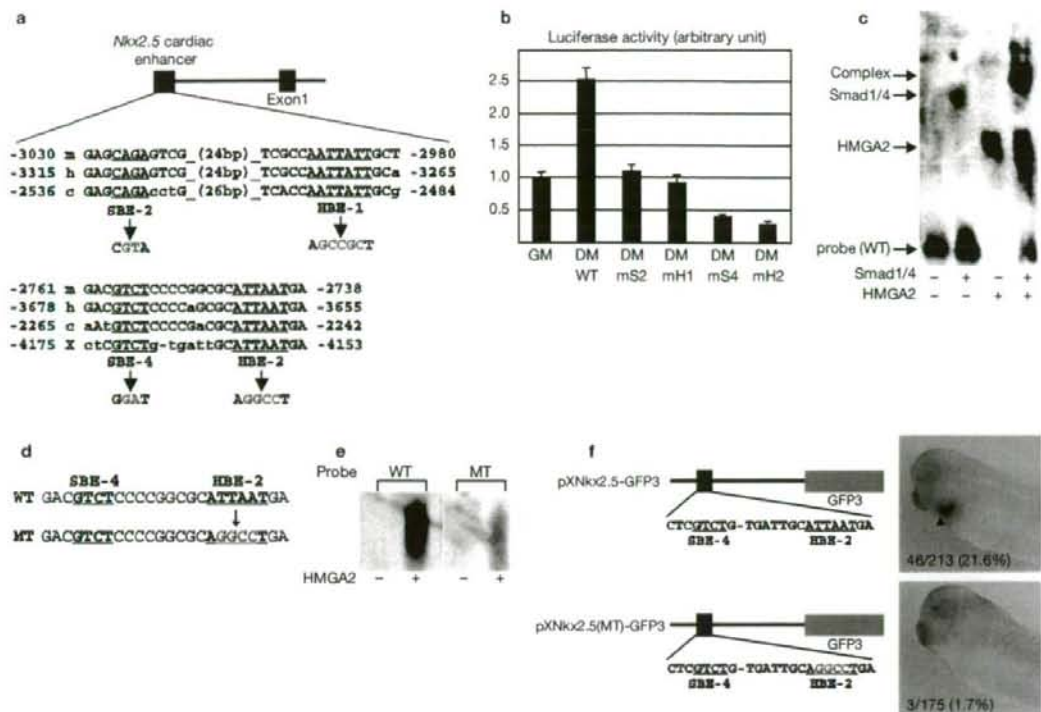 a
Nkx2.5 cardiac
enhancer
Exon1
-3030 m GAGCAGAGTCG_(24bp)_TCGCCAATTATTGCT -2980
-3315 h GAGCAGAGTCG_(24bp)_TCGCCAATTATTGCa -3265
-2536 c GAGCAGAcctG_(26bp)_TCACCAATTATTGCg -2484
SBE-2 HBE-1
CGTA AGCCGCT
-2761 m GACGTCTCCCCGGCGCATTAATGA -2738
-3678 h GACGTCTCCCCaGCGCATTAATGA -3655
-2265 c aAtGTCTCCCCGaCGCATTAATGA -2242
-4175 X ctCGTCTg-tgattGCATTAATGA -4153
SBE-4 HBE-2
GGAT AGGCCT
b
Luciferase activity (arbitrary unit)
2.5
2.0
1.5
1.0
0.5
GM DM DM DM DM DM
WT mS2 mH1 mS4 mH2
c
Complex
Smad1/4
HMGA2
probe (WT)
Smad1/4 − + − +
HMGA2 − − + +
d
SBE-4 HBE-2
WT GACGTCTCCCCGGCGCATTAATGA
MT GACGTCTCCCCGGCGCAGGCCTGA
e
Probe WT MT
HMGA2 − + − +
f
pXNkx2.5-GFP3
GFP3
CTCGTCTG-TGATTGCATTAATGA
SBE-4 HBE-2
46/213 (21.6%)
pXNkx2.5(MT)-GFP3
GFP3
CTCGTCTG-TGATTGCAGGCCTGA
SBE-4 HBE-2
3/175 (1.7%)